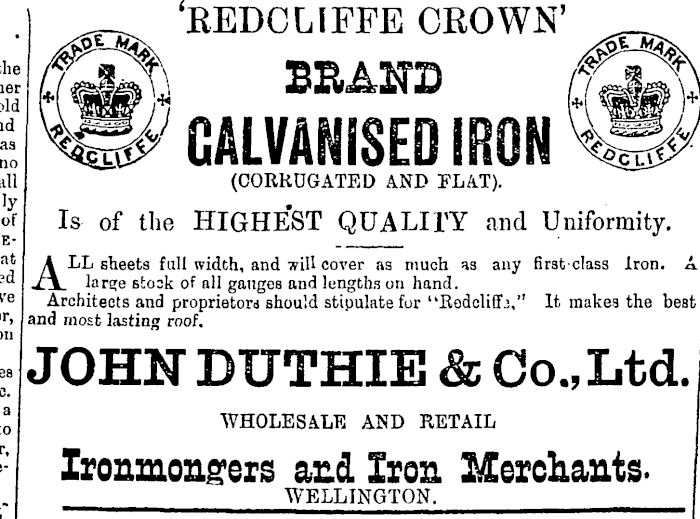 'REDCLIFFE CROWN'
TRADE MARK
REDCLIFFE
BRAND
TRADE MARK
REDCLIFFE
GALVANISED IRON
(CORRUGATED AND FLAT).
Is of the HIGHEST QUALITY and Uniformity.
ALL sheets full width, and will cover as much as any first-class Iron. A
large stock of all gauges and lengths on hand.
Architects and proprietors should stipulate for "Redcliffe," It makes the best
and most lasting roof.
JOHN DUTHIE & Co., Ltd.
WHOLESALE AND RETAIL
Ironmongers and Iron Merchants.
WELLINGTON.